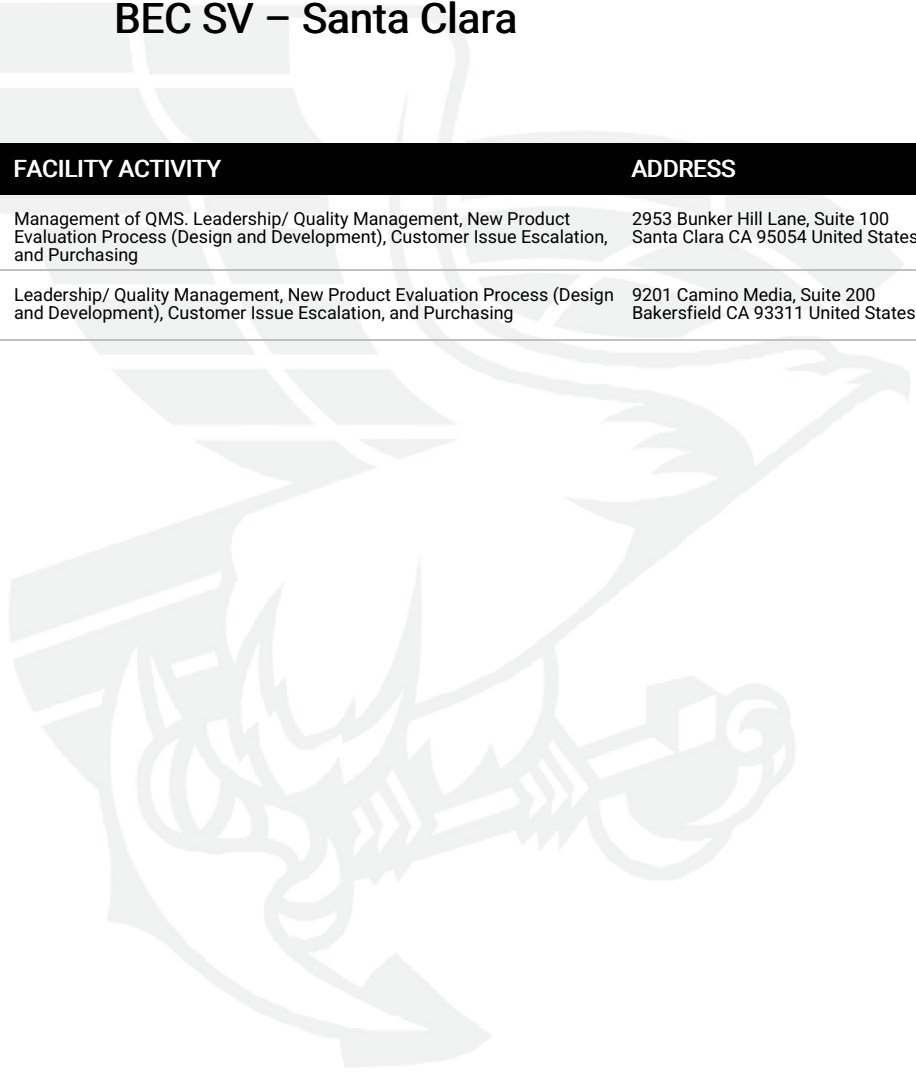 BEC SV – Santa Clara
FACILITY ACTIVITY ADDRESS
Management of QMS. Leadership/ Quality Management, New Product
Evaluation Process (Design and Development), Customer Issue Escalation,
and Purchasing
2953 Bunker Hill Lane, Suite 100
Santa Clara CA 95054 United States
Leadership/ Quality Management, New Product Evaluation Process (Design
and Development), Customer Issue Escalation, and Purchasing
9201 Camino Media, Suite 200
Bakersfield CA 93311 United States